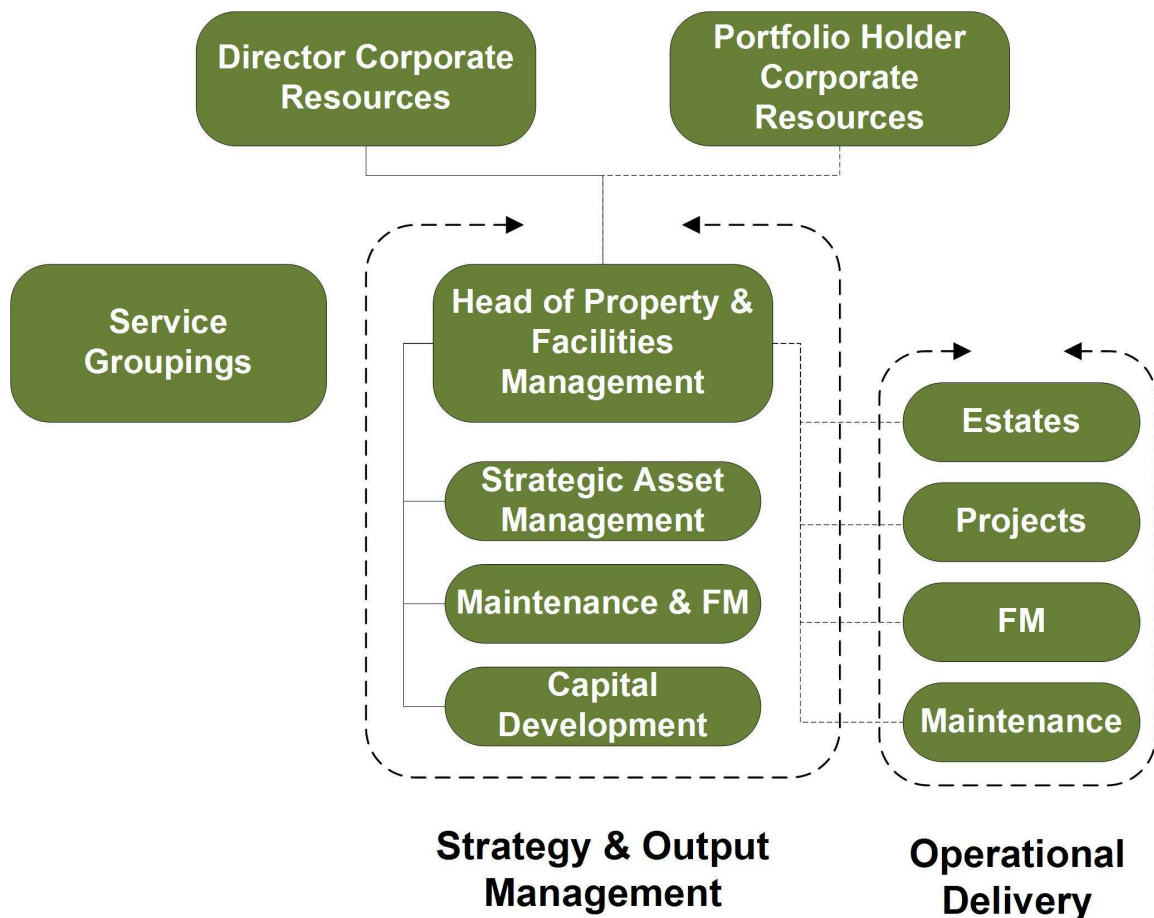 Director Corporate
Resources
Portfolio Holder
Corporate
Resources
Service
Groupings
Head of Property &
Facilities
Management
Strategic Asset
Management
Maintenance & FM
Capital
Development
Estates
Projects
FM
Maintenance
Strategy & Output
Management
Operational
Delivery